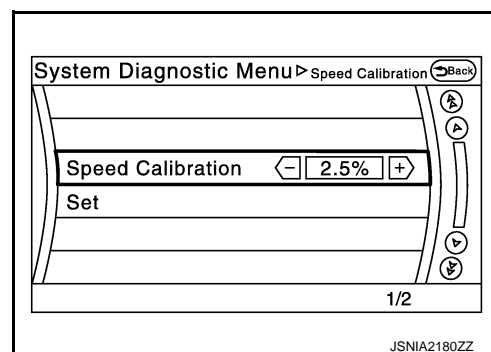 System Diagnostic Menu ▷ Speed Calibration Back
Speed Calibration - 2.5% +
Set
1/2
JSNIA2180ZZ